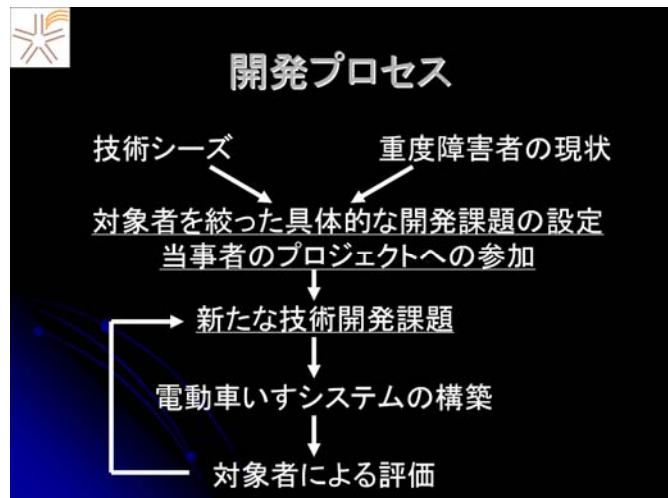 開発プロセス
技術シーズ
重度障害者の現状
対象者を絞った具体的な開発課題の設定
当事者のプロジェクトへの参加
新たな技術開発課題
電動車いすシステムの構築
対象者による評価